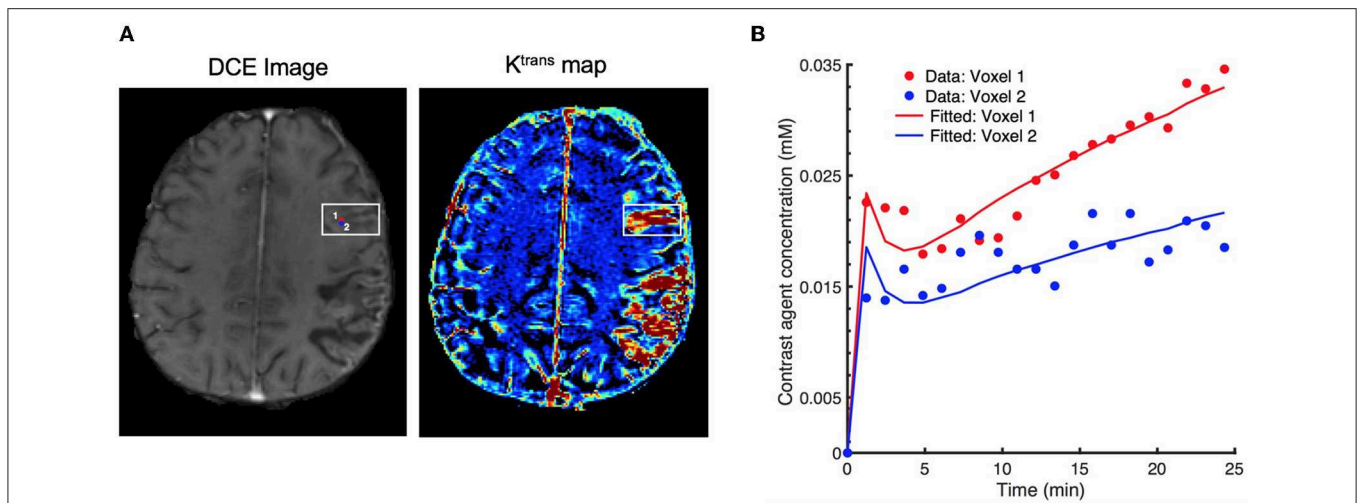 A
DCE Image
K^trans map
1
2
B
Data: Voxel 1
Data: Voxel 2
Fitted: Voxel 1
Fitted: Voxel 2
Contrast agent concentration (mM)
0.035
0.025
0.015
0.005
0
0 5 10 15 20 25
Time (min)